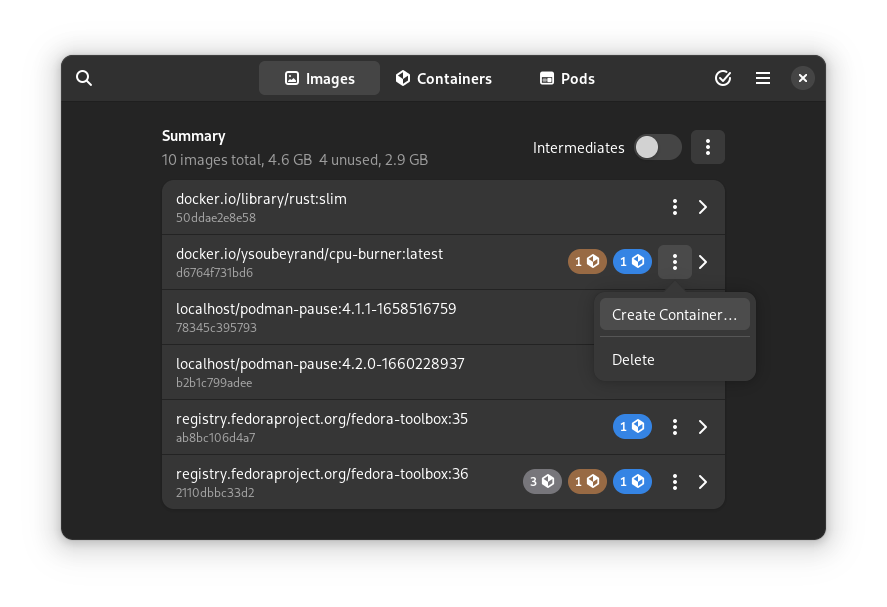 Images
Containers
Pods
Summary
10 images total, 4.6 GB 4 unused, 2.9 GB
Intermediates
docker.io/library/rust:slim
50ddae2e8e58
docker.io/ysoubeyrand/cpu-burner:latest
d6764f731bd6
1
1
localhost/podman-pause:4.1.1-1658516759
78345c395793
Create Container…
Delete
localhost/podman-pause:4.2.0-1660228937
b2b1c799adee
registry.fedoraproject.org/fedora-toolbox:35
ab8bc106d4a7
1
registry.fedoraproject.org/fedora-toolbox:36
2110dbbc33d2
3
1
1